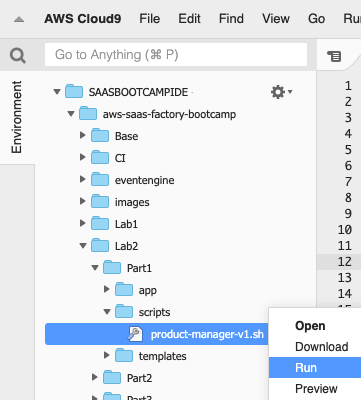 AWS Cloud9 File Edit Find View Go Ru
Go to Anything (⌘ P)
Environment
SAASBOOTCAMPIDE
aws-saas-factory-bootcamp
Base
CI
eventengine
images
Lab1
Lab2
Part1
app
scripts
product-manager-v1.sh
templates
Part2
1
2
3
4
5
6
7
8
9
10
11
12
13
14
Open
Download
Run
Preview